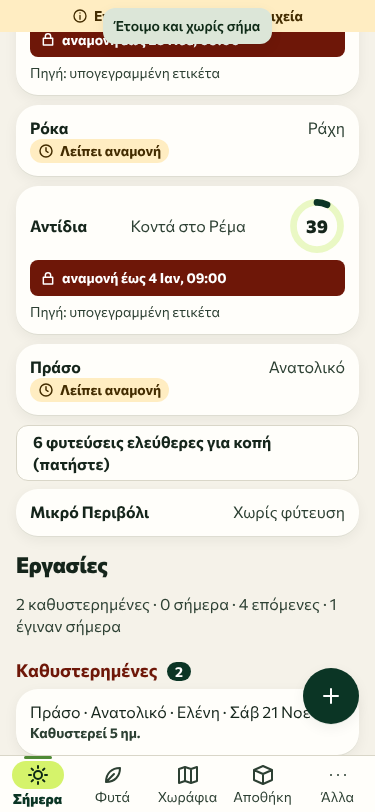 Έτοιμο και χωρίς σήμα
Πηγή: υπογεγραμμένη ετικέτα
Ρόκα
Ράχη
Λείπει αναμονή
Αντίδια
Κοντά στο Ρέμα
39
αναμονή έως 4 Ιαν, 09:00
Πηγή: υπογεγραμμένη ετικέτα
Πράσο
Ανατολικό
Λείπει αναμονή
6 φυτεύσεις ελεύθερες για κοπή
(πατήστε)
Μικρό Περιβόλι
Χωρίς φύτευση
Εργασίες
2 καθυστερημένες · 0 σήμερα · 4 επόμενες · 1
έγιναν σήμερα
Καθυστερημένες 2
Πράσο · Ανατολικό · Ελένη · Σάβ 21
Καθυστερεί 5 ημ.
Σήμερα
Φυτά
Χωράφια
Αποθήκη
Άλλα